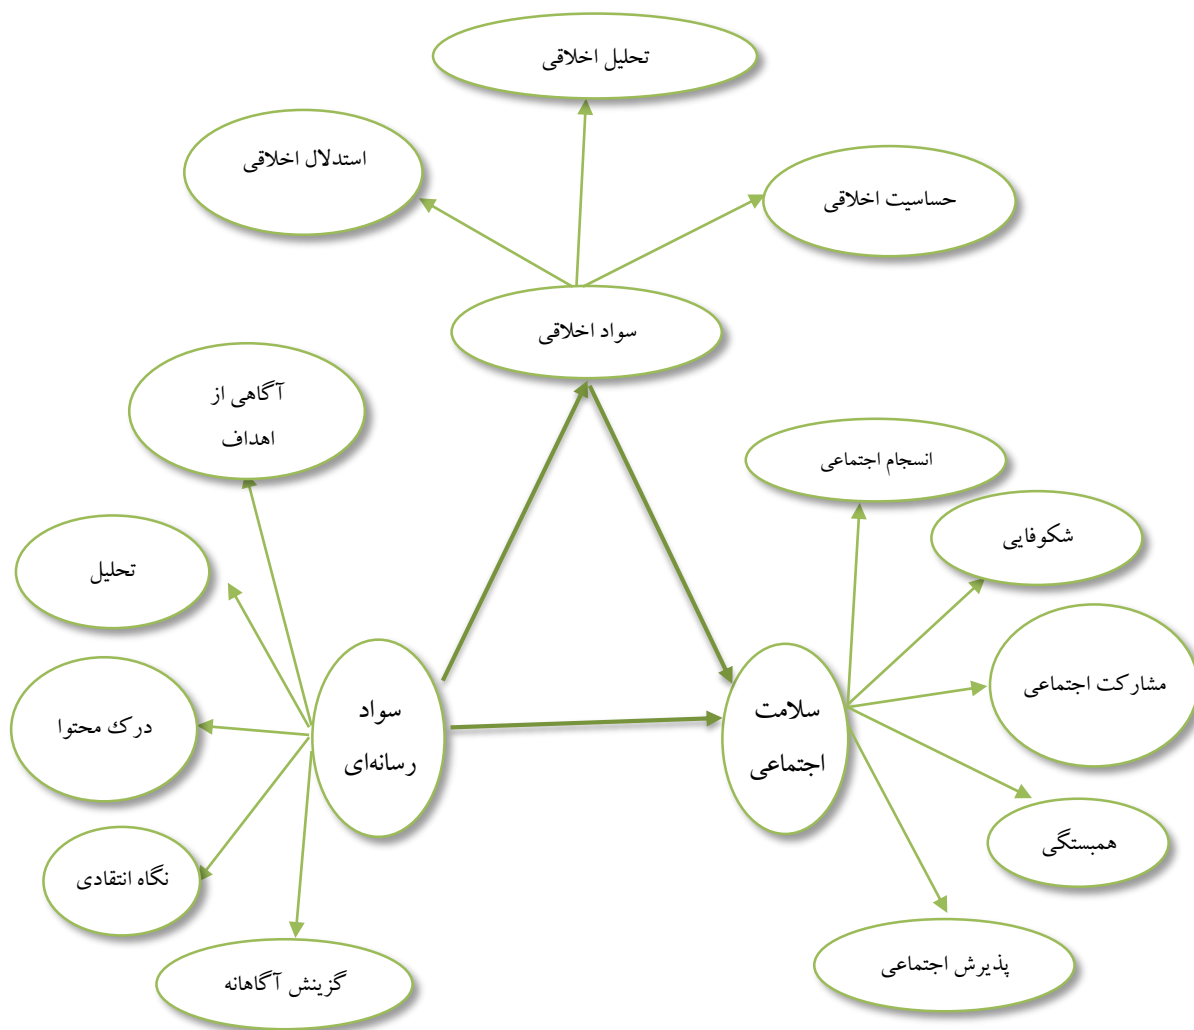 تحلیل اخلاقی
استدلال اخلاقی
حساسیت اخلاقی
سواد اخلاقی
آگاهی از
اهداف
انسجام اجتماعی
شکوفایی
تحلیل
مشارکت اجتماعی
سواد
رسانه‌ای
سلامت
اجتماعی
درک محتوا
همبستگی
نگاه انتقادی
پذیرش اجتماعی
گزینش آگاهانه